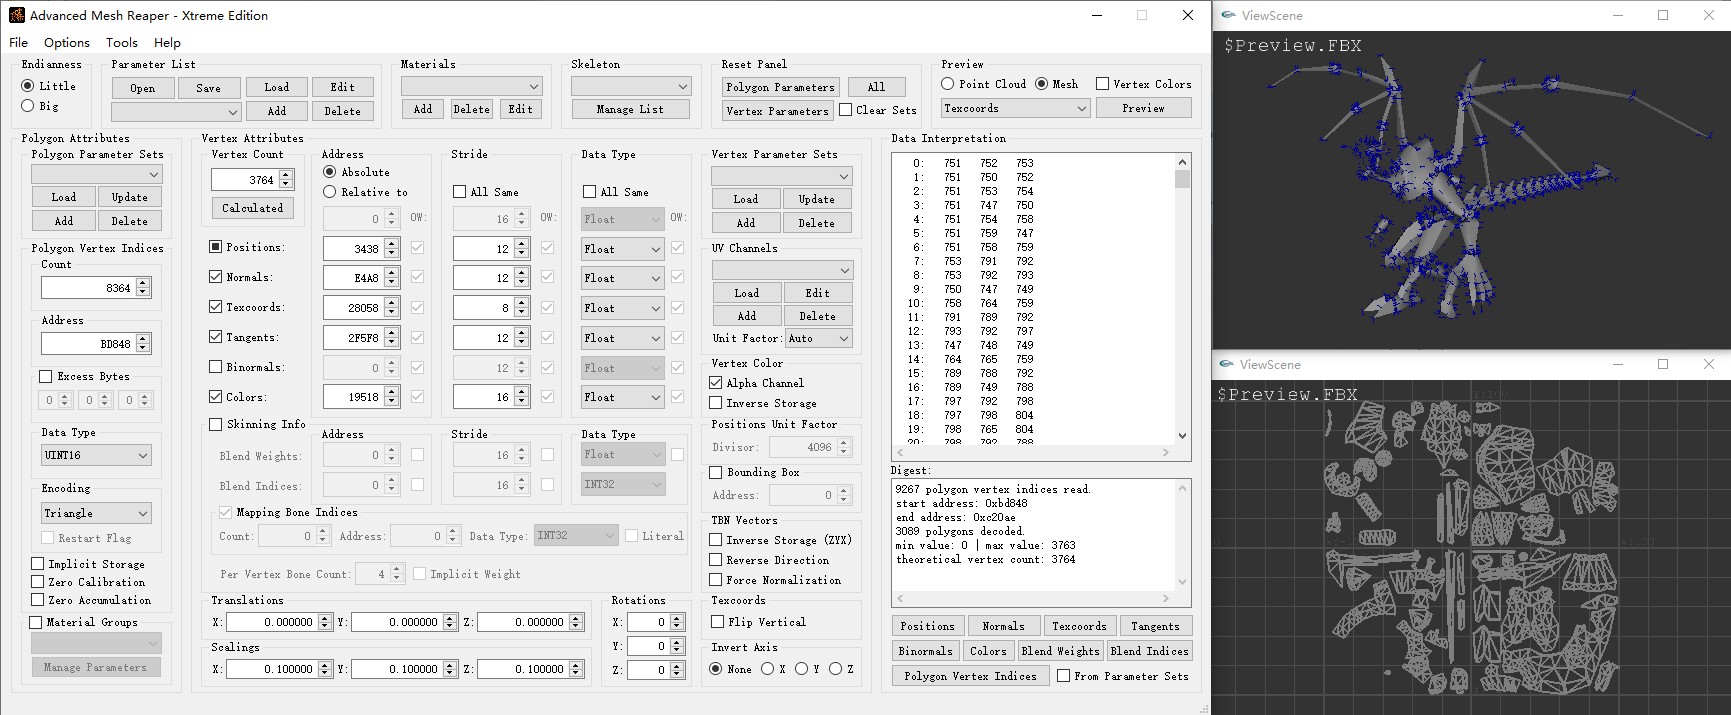 Advanced Mesh Reaper - Xtreme Edition
File Options Tools Help
Endianness
Little
Big
Parameter List
Open Save Load Edit
Add Delete
Materials
Add Delete Edit
Skeleton
Manage List
Reset Panel
Polygon Parameters All
Vertex Parameters Clear Sets
Preview
Point Cloud Mesh Vertex Colors
Texcoords Preview
Polygon Attributes
Polygon Parameter Sets
Load Update
Add Delete
Polygon Vertex Indices
Count
8364
Address
BD848
Excess Bytes
0 0 0
Data Type
UINT16
Encoding
Triangle
Restart Flag
Implicit Storage
Zero Calibration
Zero Accumulation
Material Groups
Manage Parameters
Vertex Attributes
Vertex Count
3764
Calculated
Address Stride Data Type
Absolute
Relative to All Same All Same
0 OW: 16 OW: Float OW:
Positions: 3438 12 Float
Normals: E4A8 12 Float
Texcoords: 28058 8 Float
Tangents: 2F5F8 12 Float
Binormals: 0 12 Float
Colors: 19518 16 Float
Skinning Info
Address Stride Data Type
Blend Weights: 0 16 Float
Blend Indices: 0 16 INT32
Mapping Bone Indices
Count: 0 Address: 0 Data Type: INT32 Literal
Per Vertex Bone Count: 4 Implicit Weight
Translations
X: 0.000000 Y: 0.000000 Z: 0.000000
Scalings
X: 0.100000 Y: 0.100000 Z: 0.100000
Rotations
X: 0
Y: 0
Z: 0
Vertex Parameter Sets
Load Update
Add Delete
UV Channels
Load Edit
Add Delete
Unit Factor: Auto
Vertex Color
Alpha Channel
Inverse Storage
Positions Unit Factor
Divisor: 4096
Bounding Box
Address: 0
TBN Vectors
Inverse Storage (ZYX)
Reverse Direction
Force Normalization
Texcoords
Flip Vertical
Invert Axis
None X Y Z
Data Interpretation
0: 751 752 753
1: 751 750 752
2: 751 753 754
3: 751 747 750
4: 751 754 758
5: 751 759 747
6: 751 758 759
7: 753 791 792
8: 753 792 793
9: 750 747 749
10: 758 764 759
11: 791 789 792
12: 793 792 797
13: 747 748 749
14: 764 765 759
15: 789 788 792
16: 789 749 788
17: 797 792 798
18: 797 798 804
19: 798 765 804
20: 798 792 788
Digest:
9267 polygon vertex indices read.
start address: 0xbd848
end address: 0xc20ae
3089 polygons decoded.
min value: 0 | max value: 3763
theoretical vertex count: 3764
Positions Normals Texcoords Tangents
Binormals Colors Blend Weights Blend Indices
Polygon Vertex Indices From Parameter Sets
ViewScene
$Preview.FBX
ViewScene
$Preview.FBX